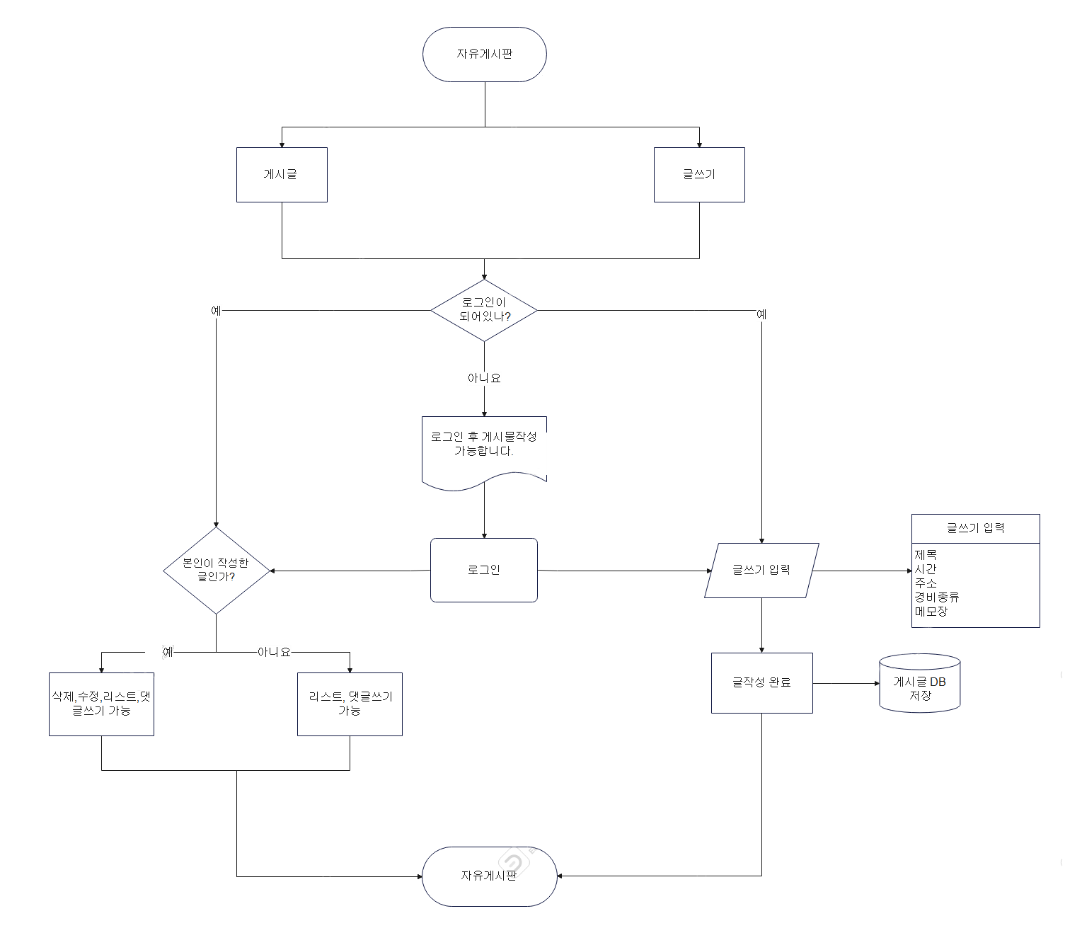 자유게시판
게시글
글쓰기
로그인이
되어있나?
예
예
아니요
로그인 후 게시물작성
가능합니다.
본인이 작성한
글인가?
로그인
글쓰기 입력
글쓰기 입력
제목
시간
주소
경비종류
메모장
예
아니요
삭제,수정,리스트,댓
글쓰기 가능
리스트, 댓글쓰기
가능
글작성 완료
게시글 DB
저장
자유게시판